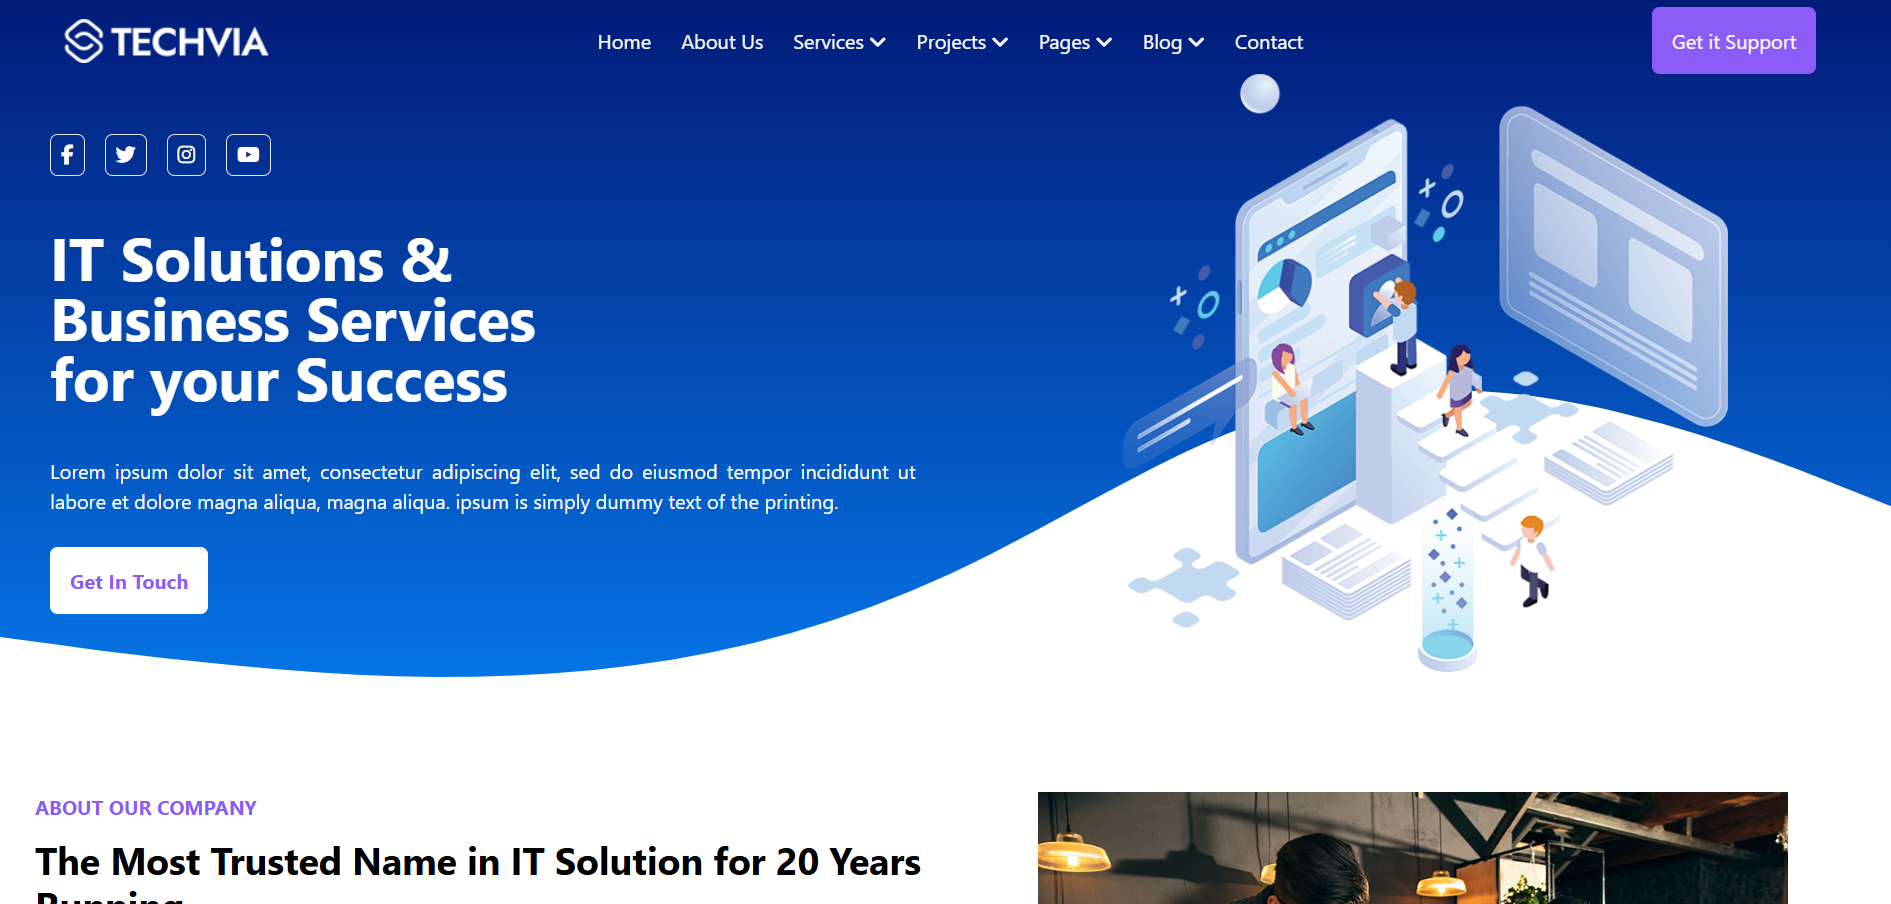 TECHVIA
Home
About Us
Services
Projects
Pages
Blog
Contact
Get it Support
IT Solutions &
Business Services
for your Success
Lorem ipsum dolor sit amet, consectetur adipiscing elit, sed do eiusmod tempor incididunt ut
labore et dolore magna aliqua, magna aliqua. ipsum is simply dummy text of the printing.
Get In Touch
ABOUT OUR COMPANY
The Most Trusted Name in IT Solution for 20 Years
Running